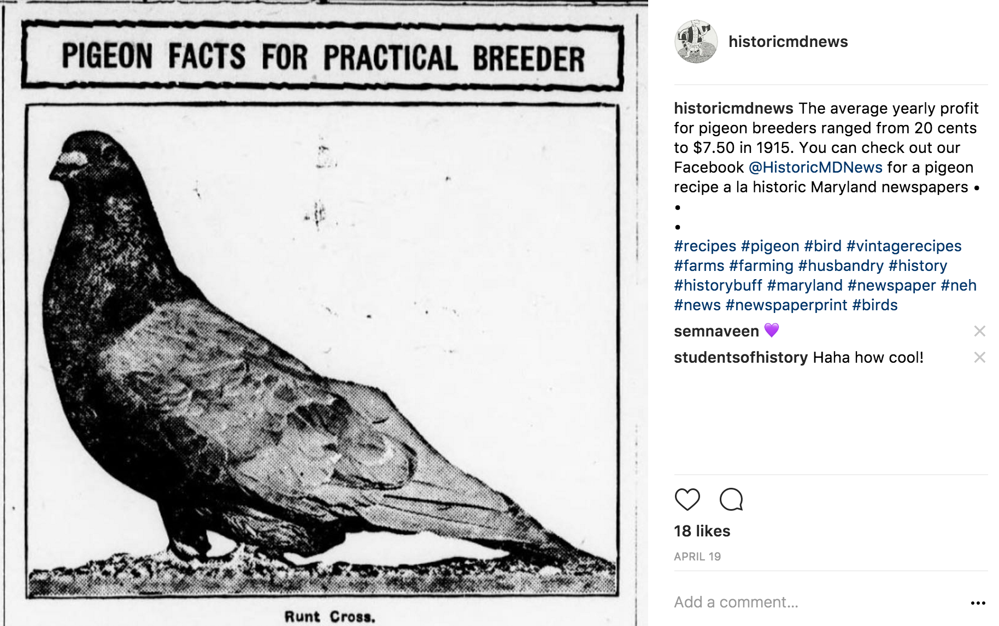 PIGEON FACTS FOR PRACTICAL BREEDER
Runt Cross.
historicmdnews
historicmdnews The average yearly profit
for pigeon breeders ranged from 20 cents
to $7.50 in 1915. You can check out our
Facebook @HistoricMDNews for a pigeon
recipe a la historic Maryland newspapers •
•
•
#recipes #pigeon #bird #vintagerecipes
#farms #farming #husbandry #history
#historybuff #maryland #newspaper #neh
#news #newspaperprint #birds
semnaveen 💜
studentsofhistory Haha how cool!
18 likes
APRIL 19
Add a comment...